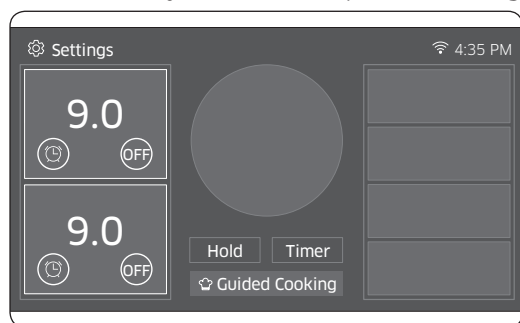 Settings
4:35 PM
9.0
OFF
9.0
OFF
Hold
Timer
Guided Cooking